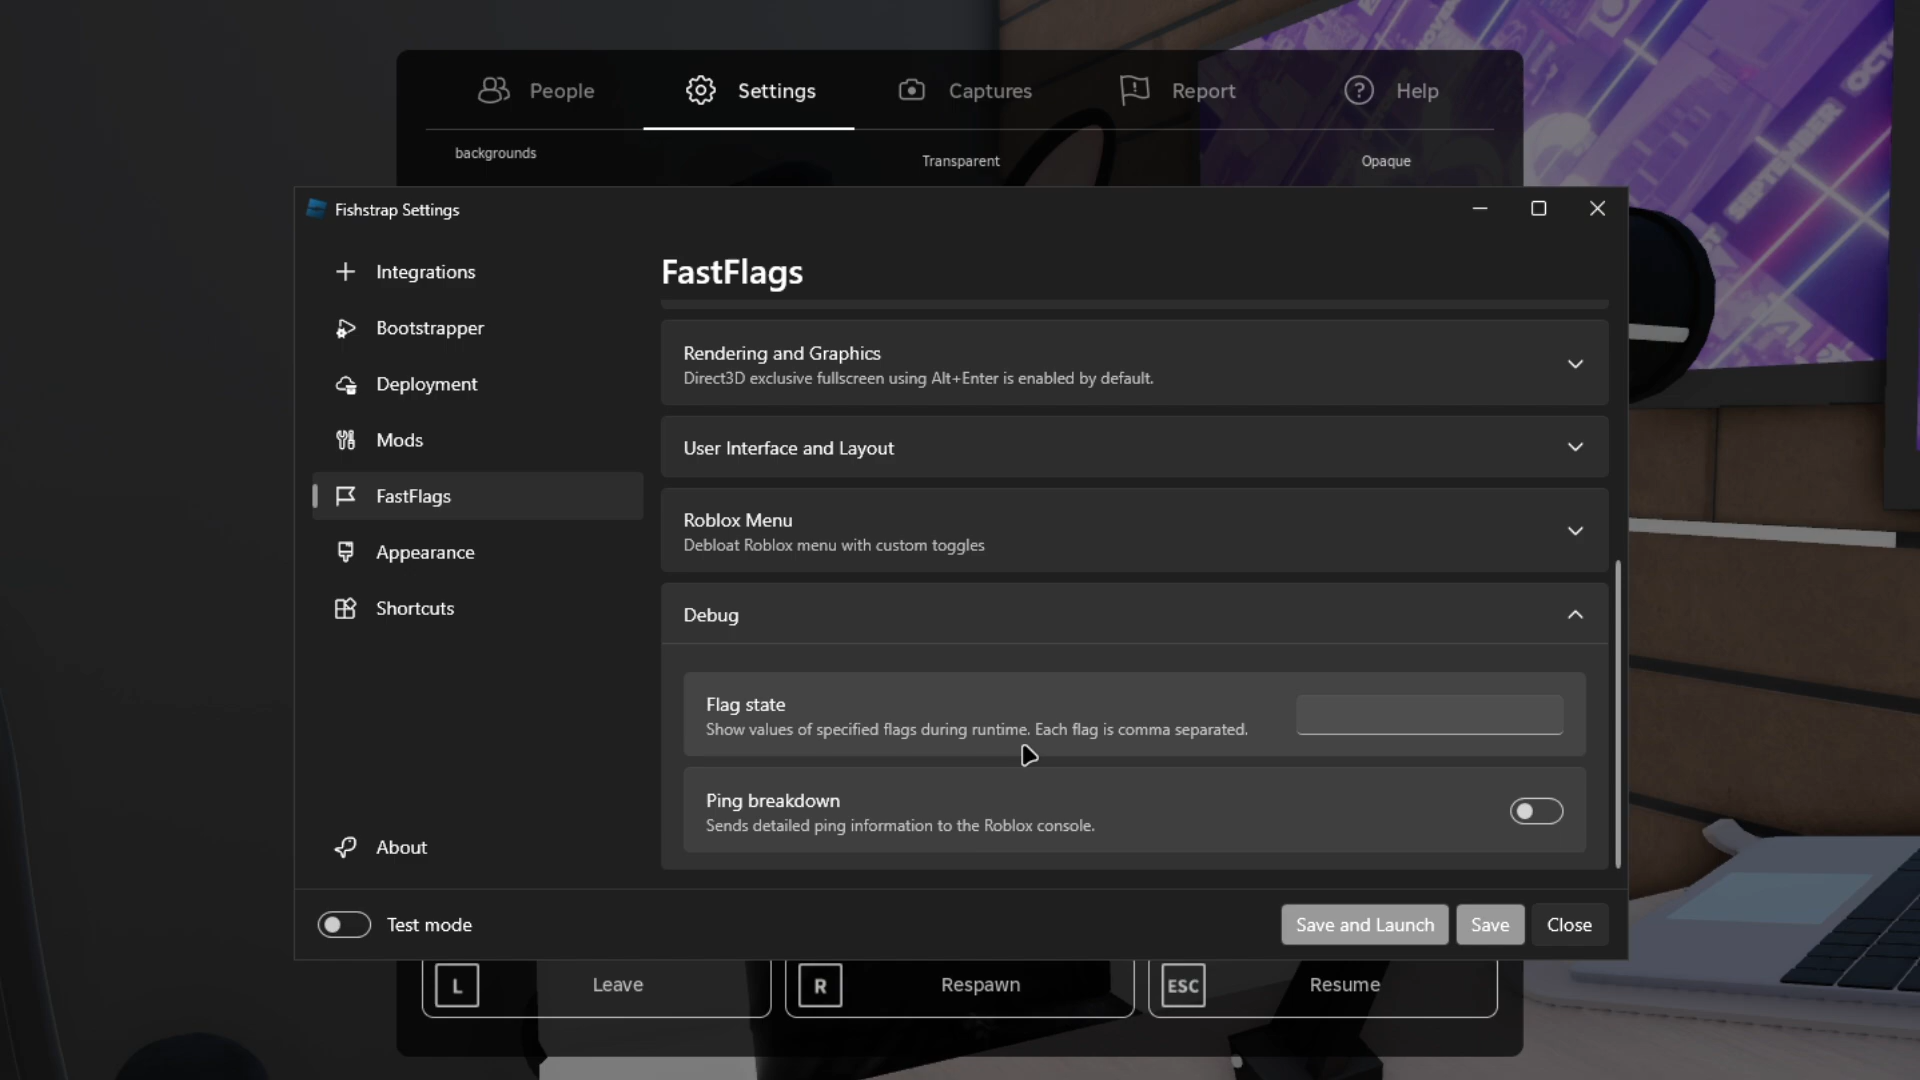 People
Settings
Captures
Report
Help
backgrounds
Transparent
Opaque
Fishstrap Settings
Integrations
Bootstrapper
Deployment
Mods
FastFlags
Appearance
Shortcuts
About
FastFlags
Rendering and Graphics
Direct3D exclusive fullscreen using Alt+Enter is enabled by default.
User Interface and Layout
Roblox Menu
Debloat Roblox menu with custom toggles
Debug
Flag state
Show values of specified flags during runtime. Each flag is comma separated.
Ping breakdown
Sends detailed ping information to the Roblox console.
Test mode
Save and Launch
Save
Close
L
Leave
R
Respawn
ESC
Resume
SEPTEMBER
OCT